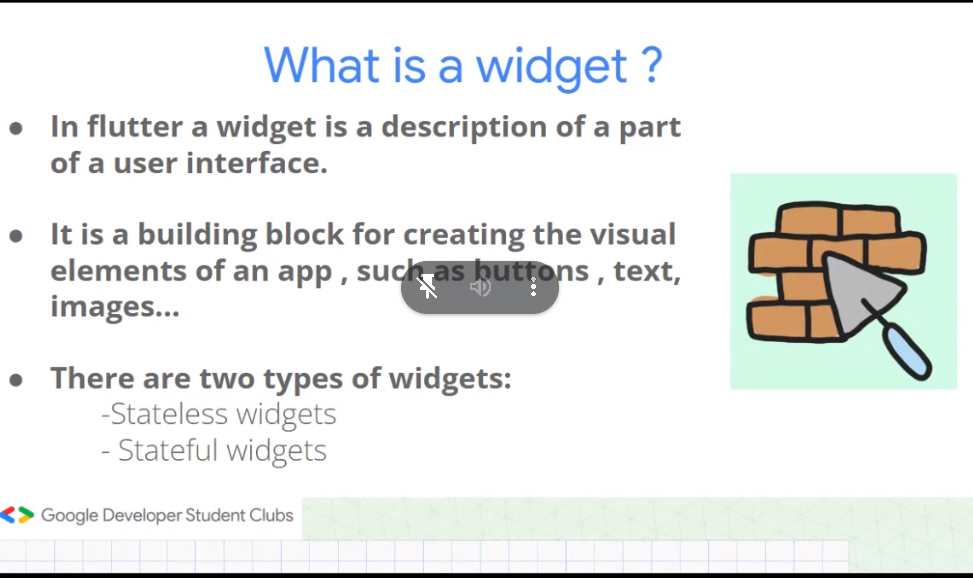 What is a widget ?
● In flutter a widget is a description of a part
of a user interface.
● It is a building block for creating the visual
elements of an app , such as buttons , text,
images...
● There are two types of widgets:
-Stateless widgets
- Stateful widgets
Google Developer Student Clubs